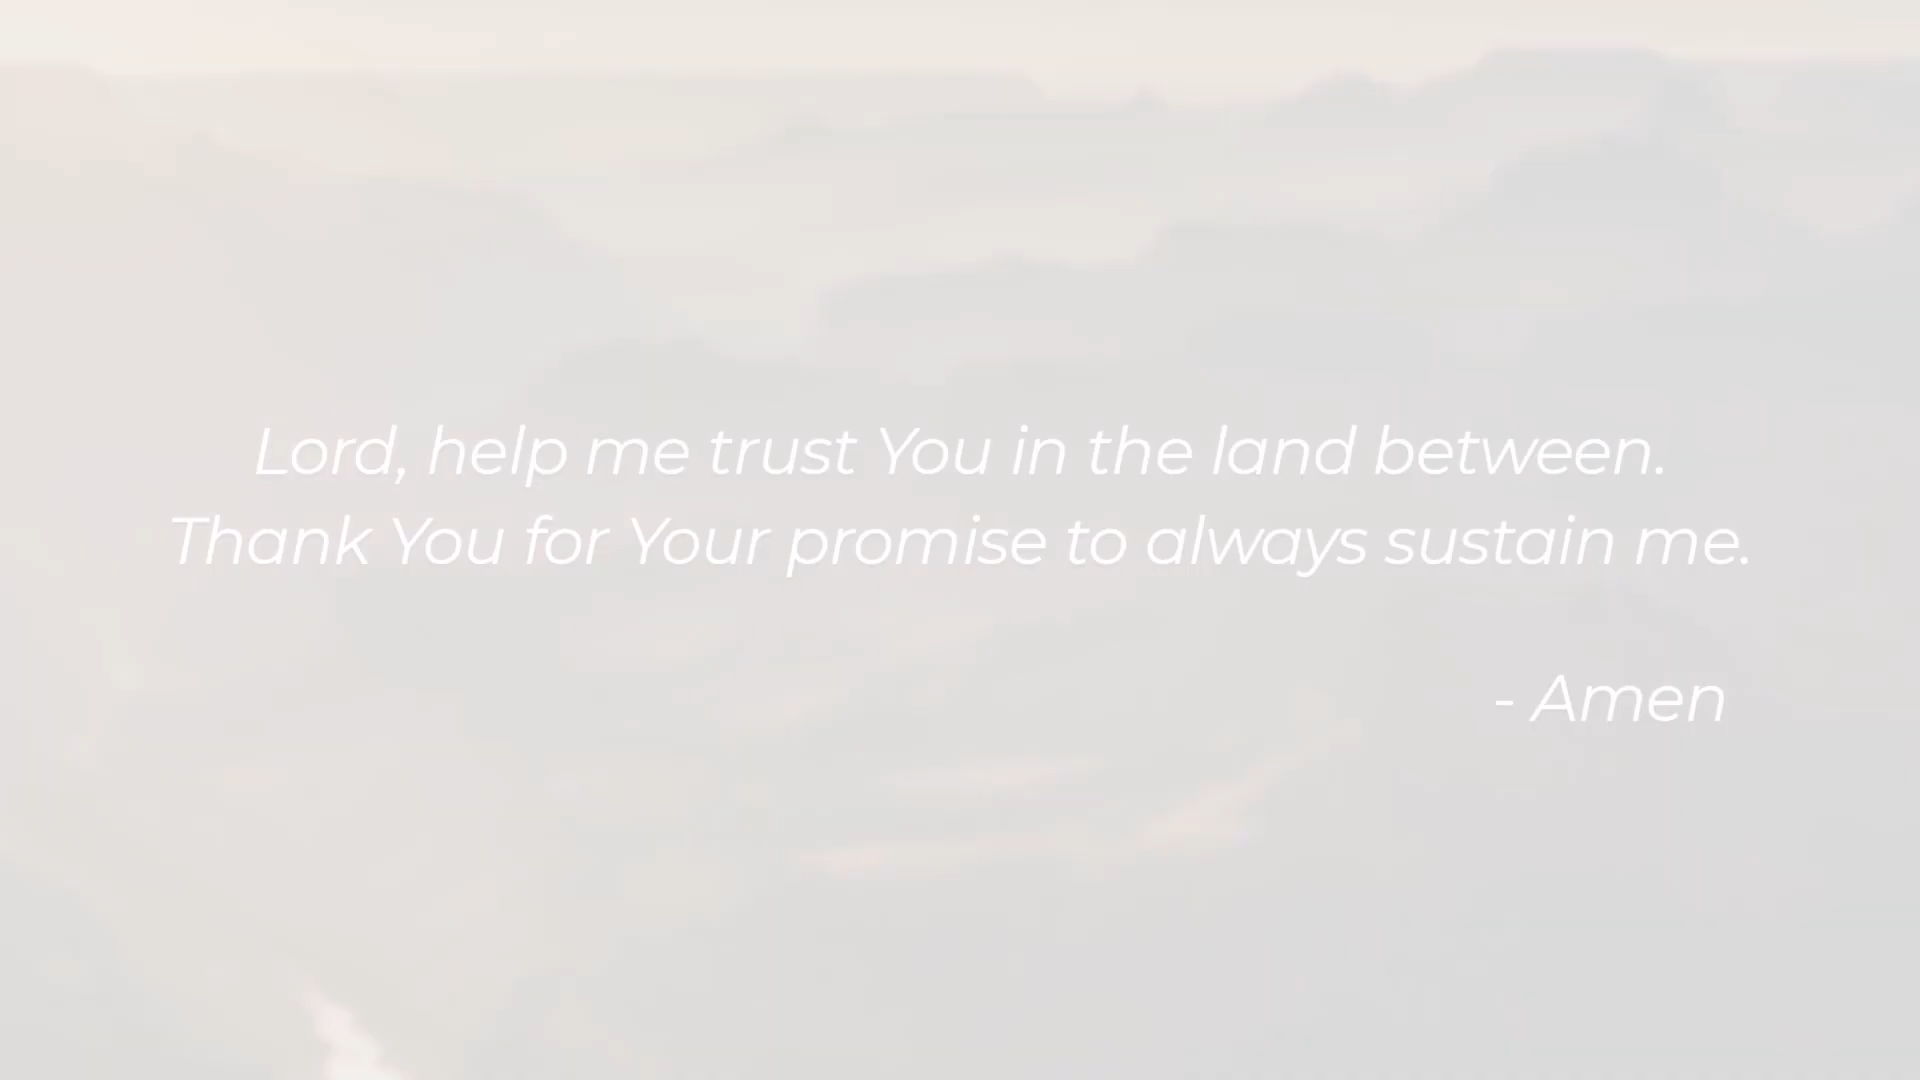 Lord, help me trust You in the land between.
Thank You for Your promise to always sustain me.
- Amen